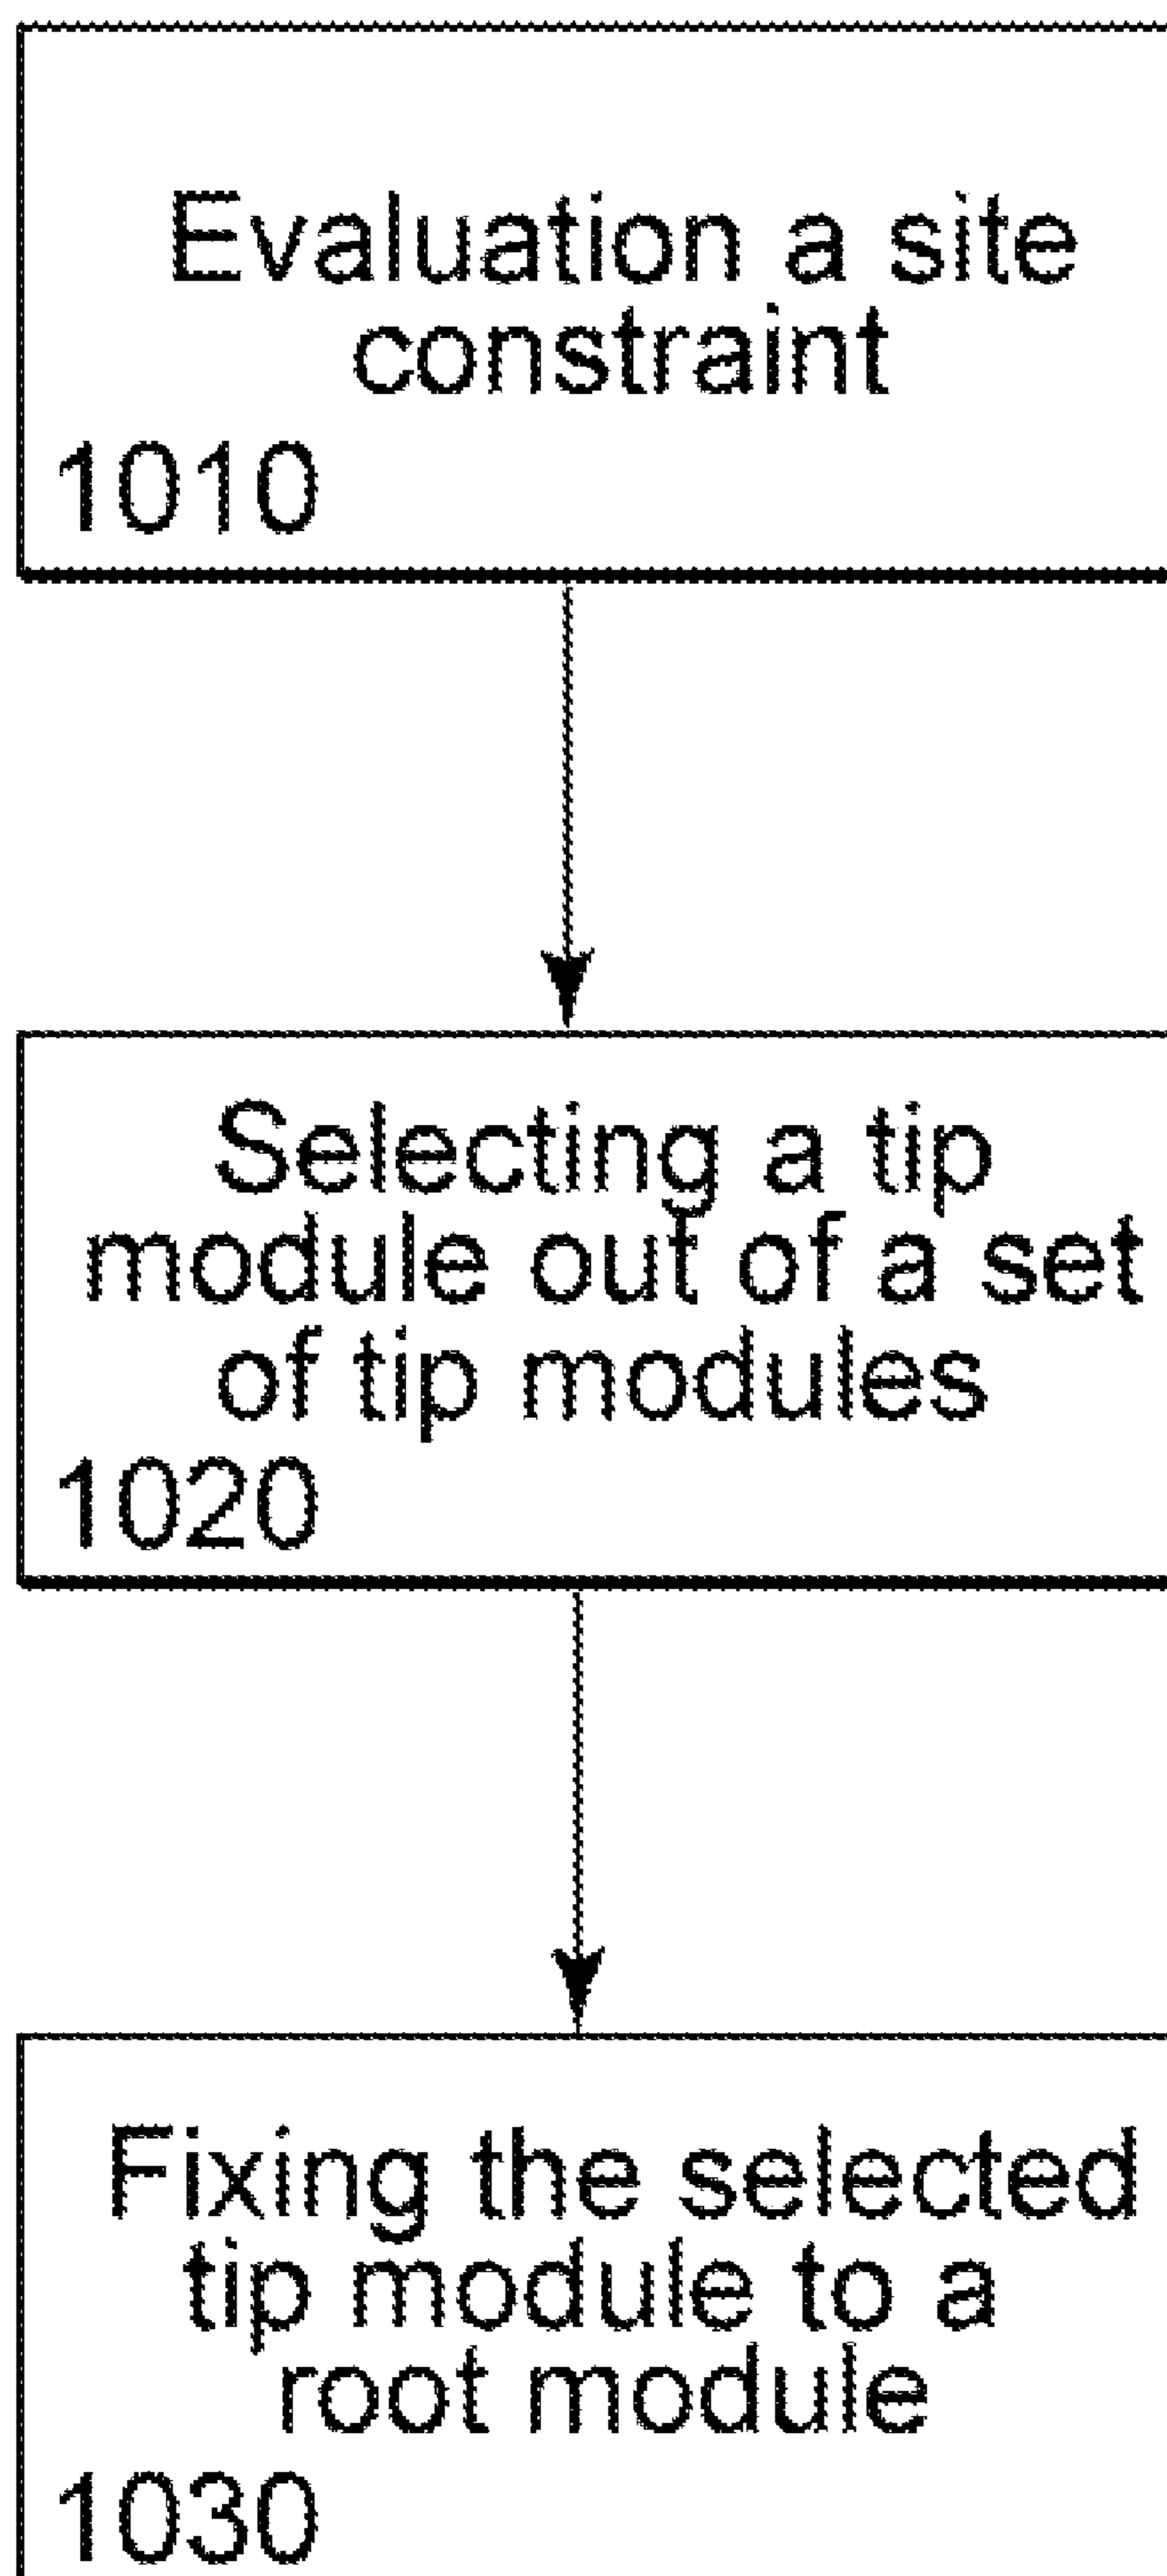 Evaluation a site
constraint
1010
Selecting a tip
module out of a set
of tip modules
1020
Fixing the selected
tip module to a
root module
1030